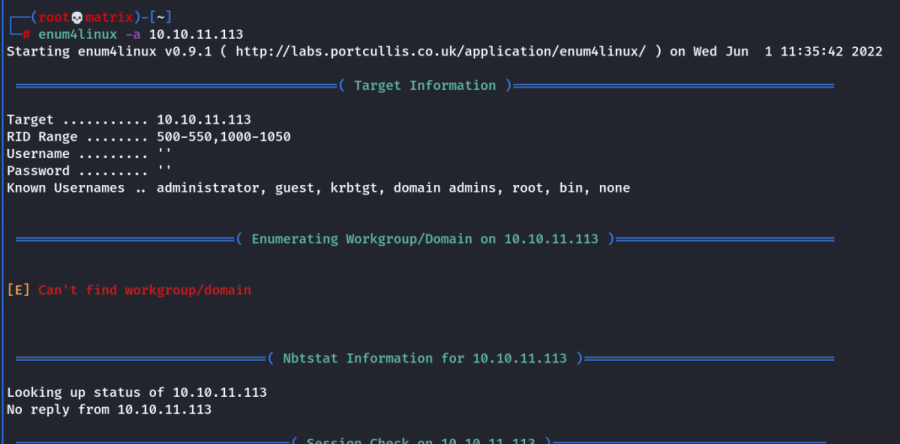 (root💀matrix)-[~]
# enum4linux -a 10.10.11.113
Starting enum4linux v0.9.1 ( http://labs.portcullis.co.uk/application/enum4linux/ ) on Wed Jun  1 11:35:42 2022
( Target Information )
Target ........... 10.10.11.113
RID Range ........ 500-550,1000-1050
Username ......... ''
Password ......... ''
Known Usernames .. administrator, guest, krbtgt, domain admins, root, bin, none
( Enumerating Workgroup/Domain on 10.10.11.113 )
[E] Can't find workgroup/domain
( Nbtstat Information for 10.10.11.113 )
Looking up status of 10.10.11.113
No reply from 10.10.11.113
( Session Check on 10.10.11.113 )